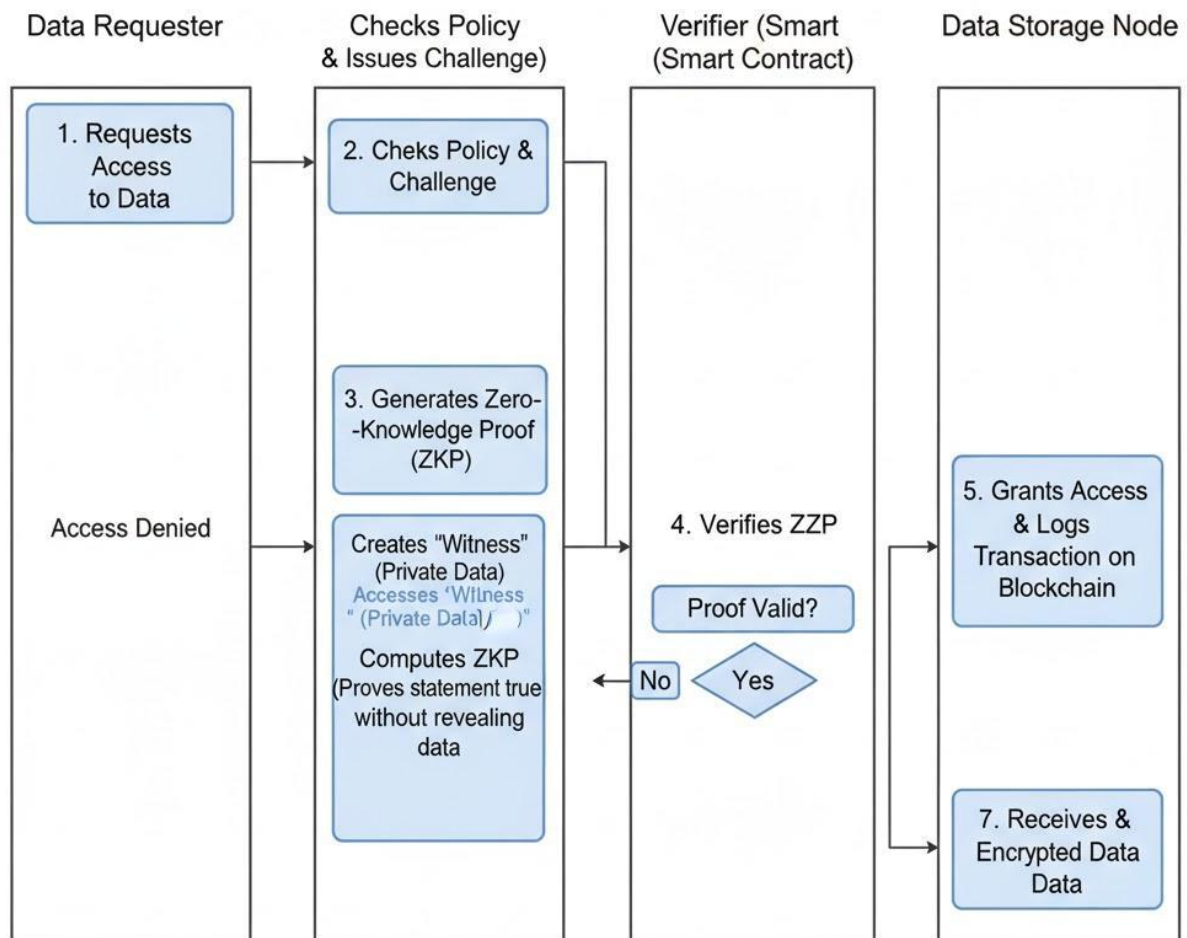 Data Requester
Checks Policy
& Issues Challenge)
Verifier (Smart
(Smart Contract)
Data Storage Node
1. Requests
Access
to Data
2. Cheks Policy &
Challenge
3. Generates Zero-
-Knowledge Proof
(ZKP)
Access Denied
Creates "Witness"
(Private Data)
Accesses 'Witness
" (Private Data
Computes ZKP
(Proves statement true
without revealing
data
4. Verifies ZZP
Proof Valid?
No
Yes
5. Grants Access
& Logs
Transaction on
Blockchain
7. Receives &
Encrypted Data
Data